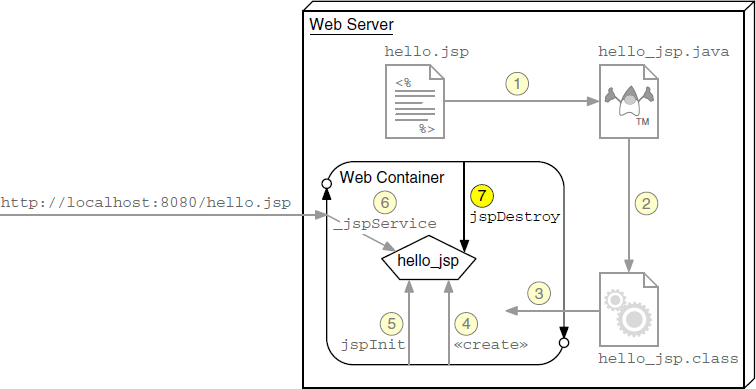 Web Server
hello.jsp
hello_jsp.java
<%
%>
1
TM
Web Container
7
2
http://localhost:8080/hello.jsp
6
_jspService
jspDestroy
hello_jsp
3
5
4
jspInit
«create»
hello_jsp.class